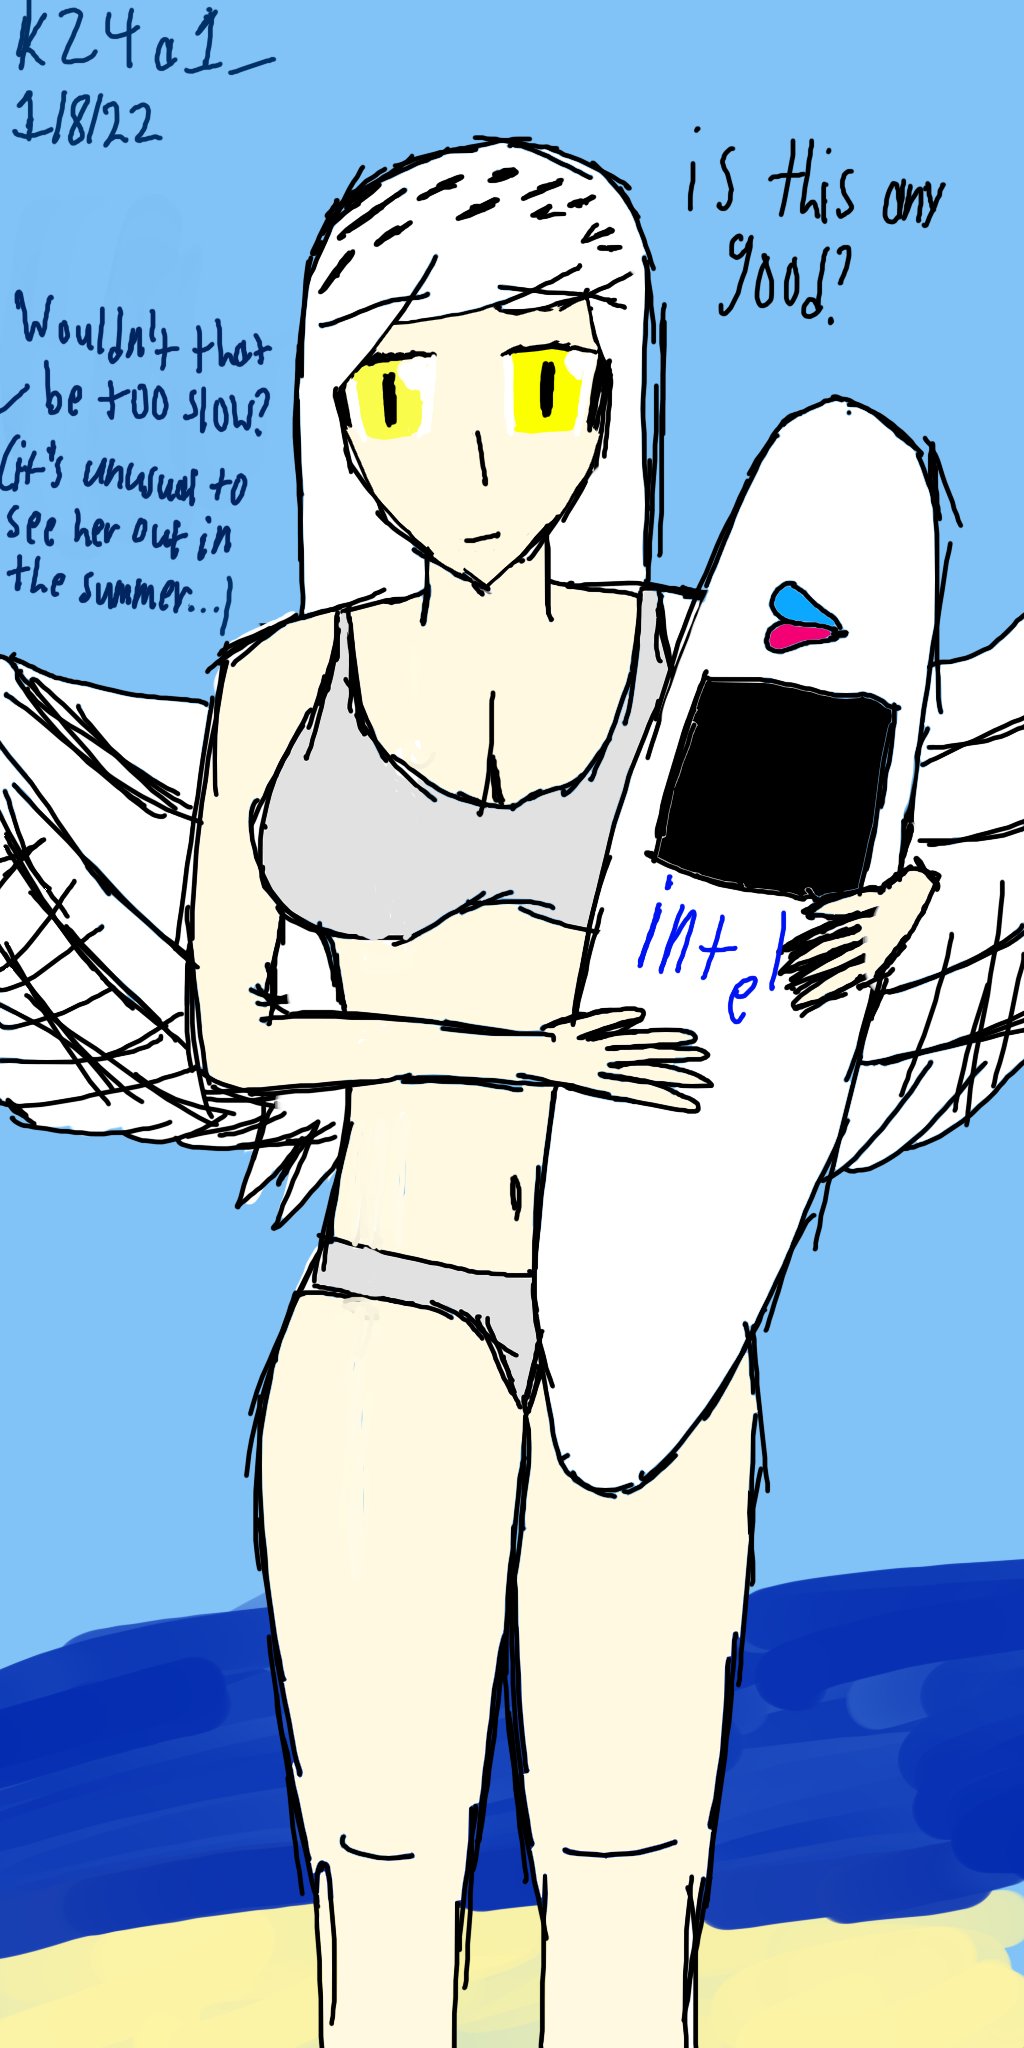 k24a1_
1/8/22
is this any
good?
Wouldn't that
be too slow?
(it's unusual to
see her out in
the summer...)
intel